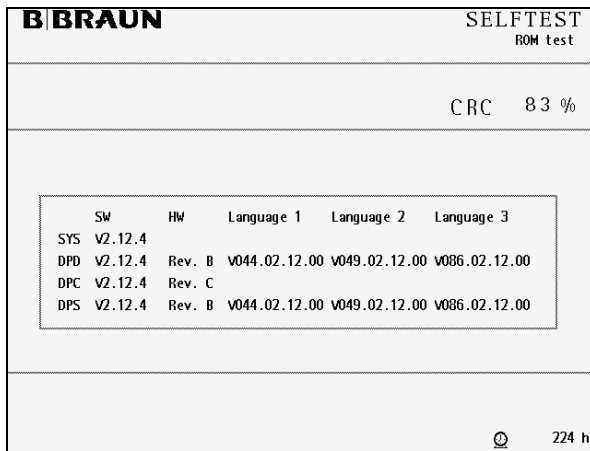 B|BRAUN
SELFTEST
ROM test
CRC 83 %
SW HW Language 1 Language 2 Language 3
SYS V2.12.4
DPD V2.12.4 Rev. B V044.02.12.00 V049.02.12.00 V086.02.12.00
DPC V2.12.4 Rev. C
DPS V2.12.4 Rev. B V044.02.12.00 V049.02.12.00 V086.02.12.00
224 h